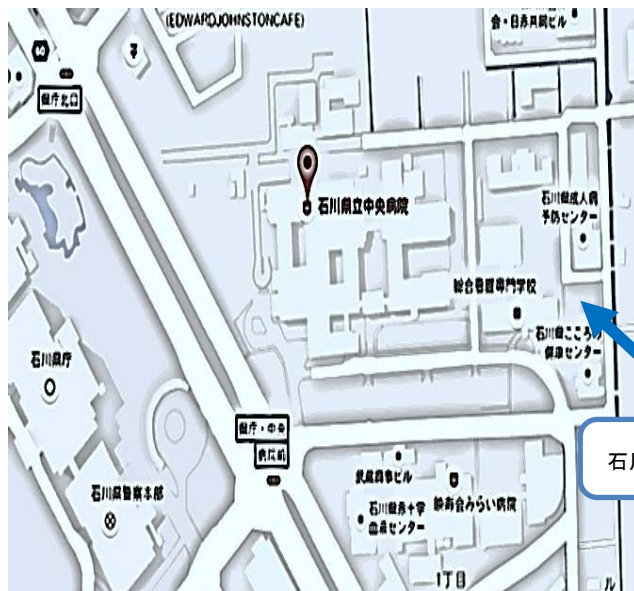 (EDWARDJOHNSTONCAFE)
会・日赤共同ビル
S
県庁北口
石川県立中央病院
石川県成人病
予防センター
総合看護専門学校
石川県こころの
健康センター
石川県庁
県庁・中央
病院前
石川県警察本部
武蔵商事ビル
石川県赤十字
血液センター
映寿会みらい病院
石川
1丁目
ル